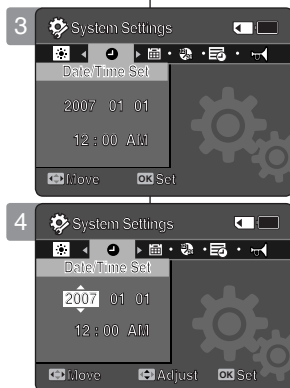 3
System Settings
Date/Time Set
2007 01 01
12 : 00 AM
Move OK Set
4
System Settings
Date/Time Set
2007 01 01
12 : 00 AM
Move Adjust OK Set